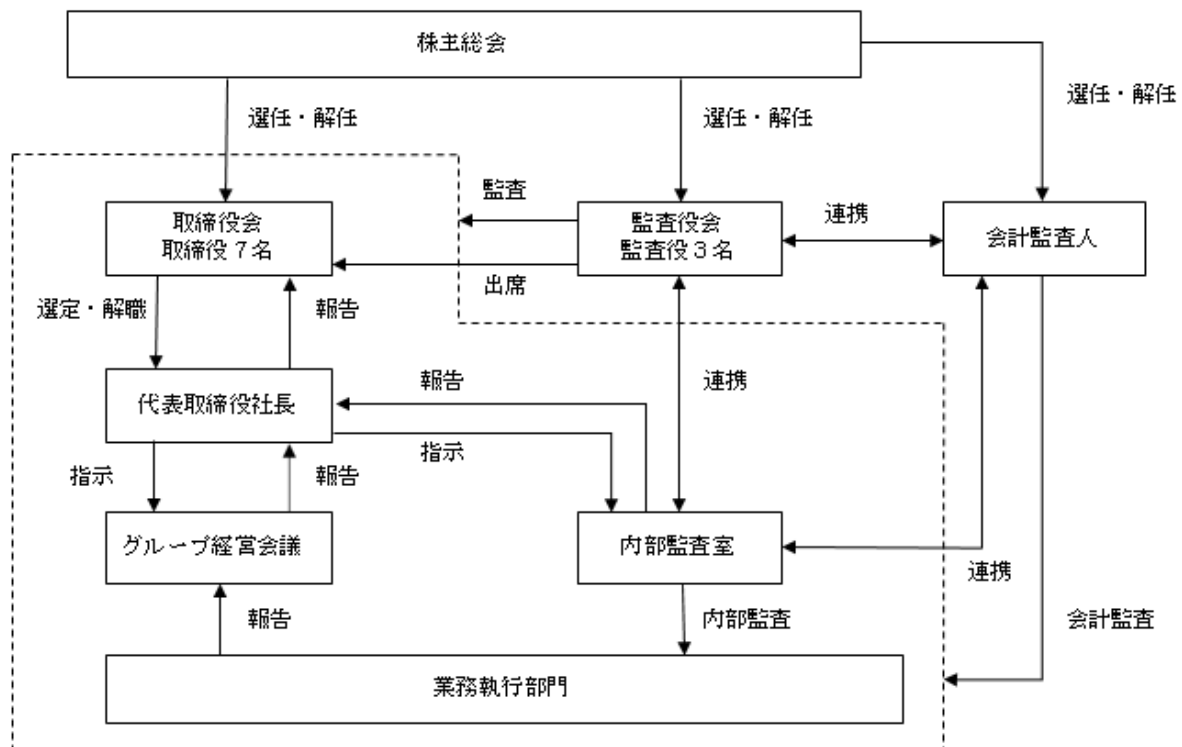 株主総会
選任・解任
選任・解任
選任・解任
監査
取締役会
取締役7名
監査役会
監査役3名
連携
会計監査人
出席
選定・解職
報告
代表取締役社長
報告
連携
指示
指示
報告
グループ経営会議
内部監査室
連携
報告
内部監査
会計監査
業務執行部門